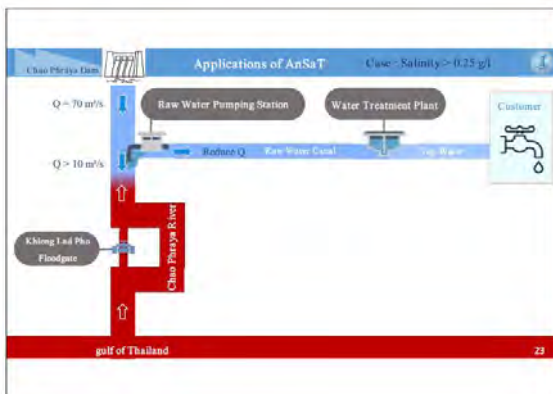 Chao Phraya Dam
Applications of AnSaT
Case : Salinity > 0.25 g/l
Q = 70 m³/s
Raw Water Pumping Station
Water Treatment Plant
Customer
Q > 10 m³/s
Reduce Q
Raw Water Canal
Tap Water
Khlong Lad Pho
Floodgate
Chao Phraya River
gulf of Thailand
23